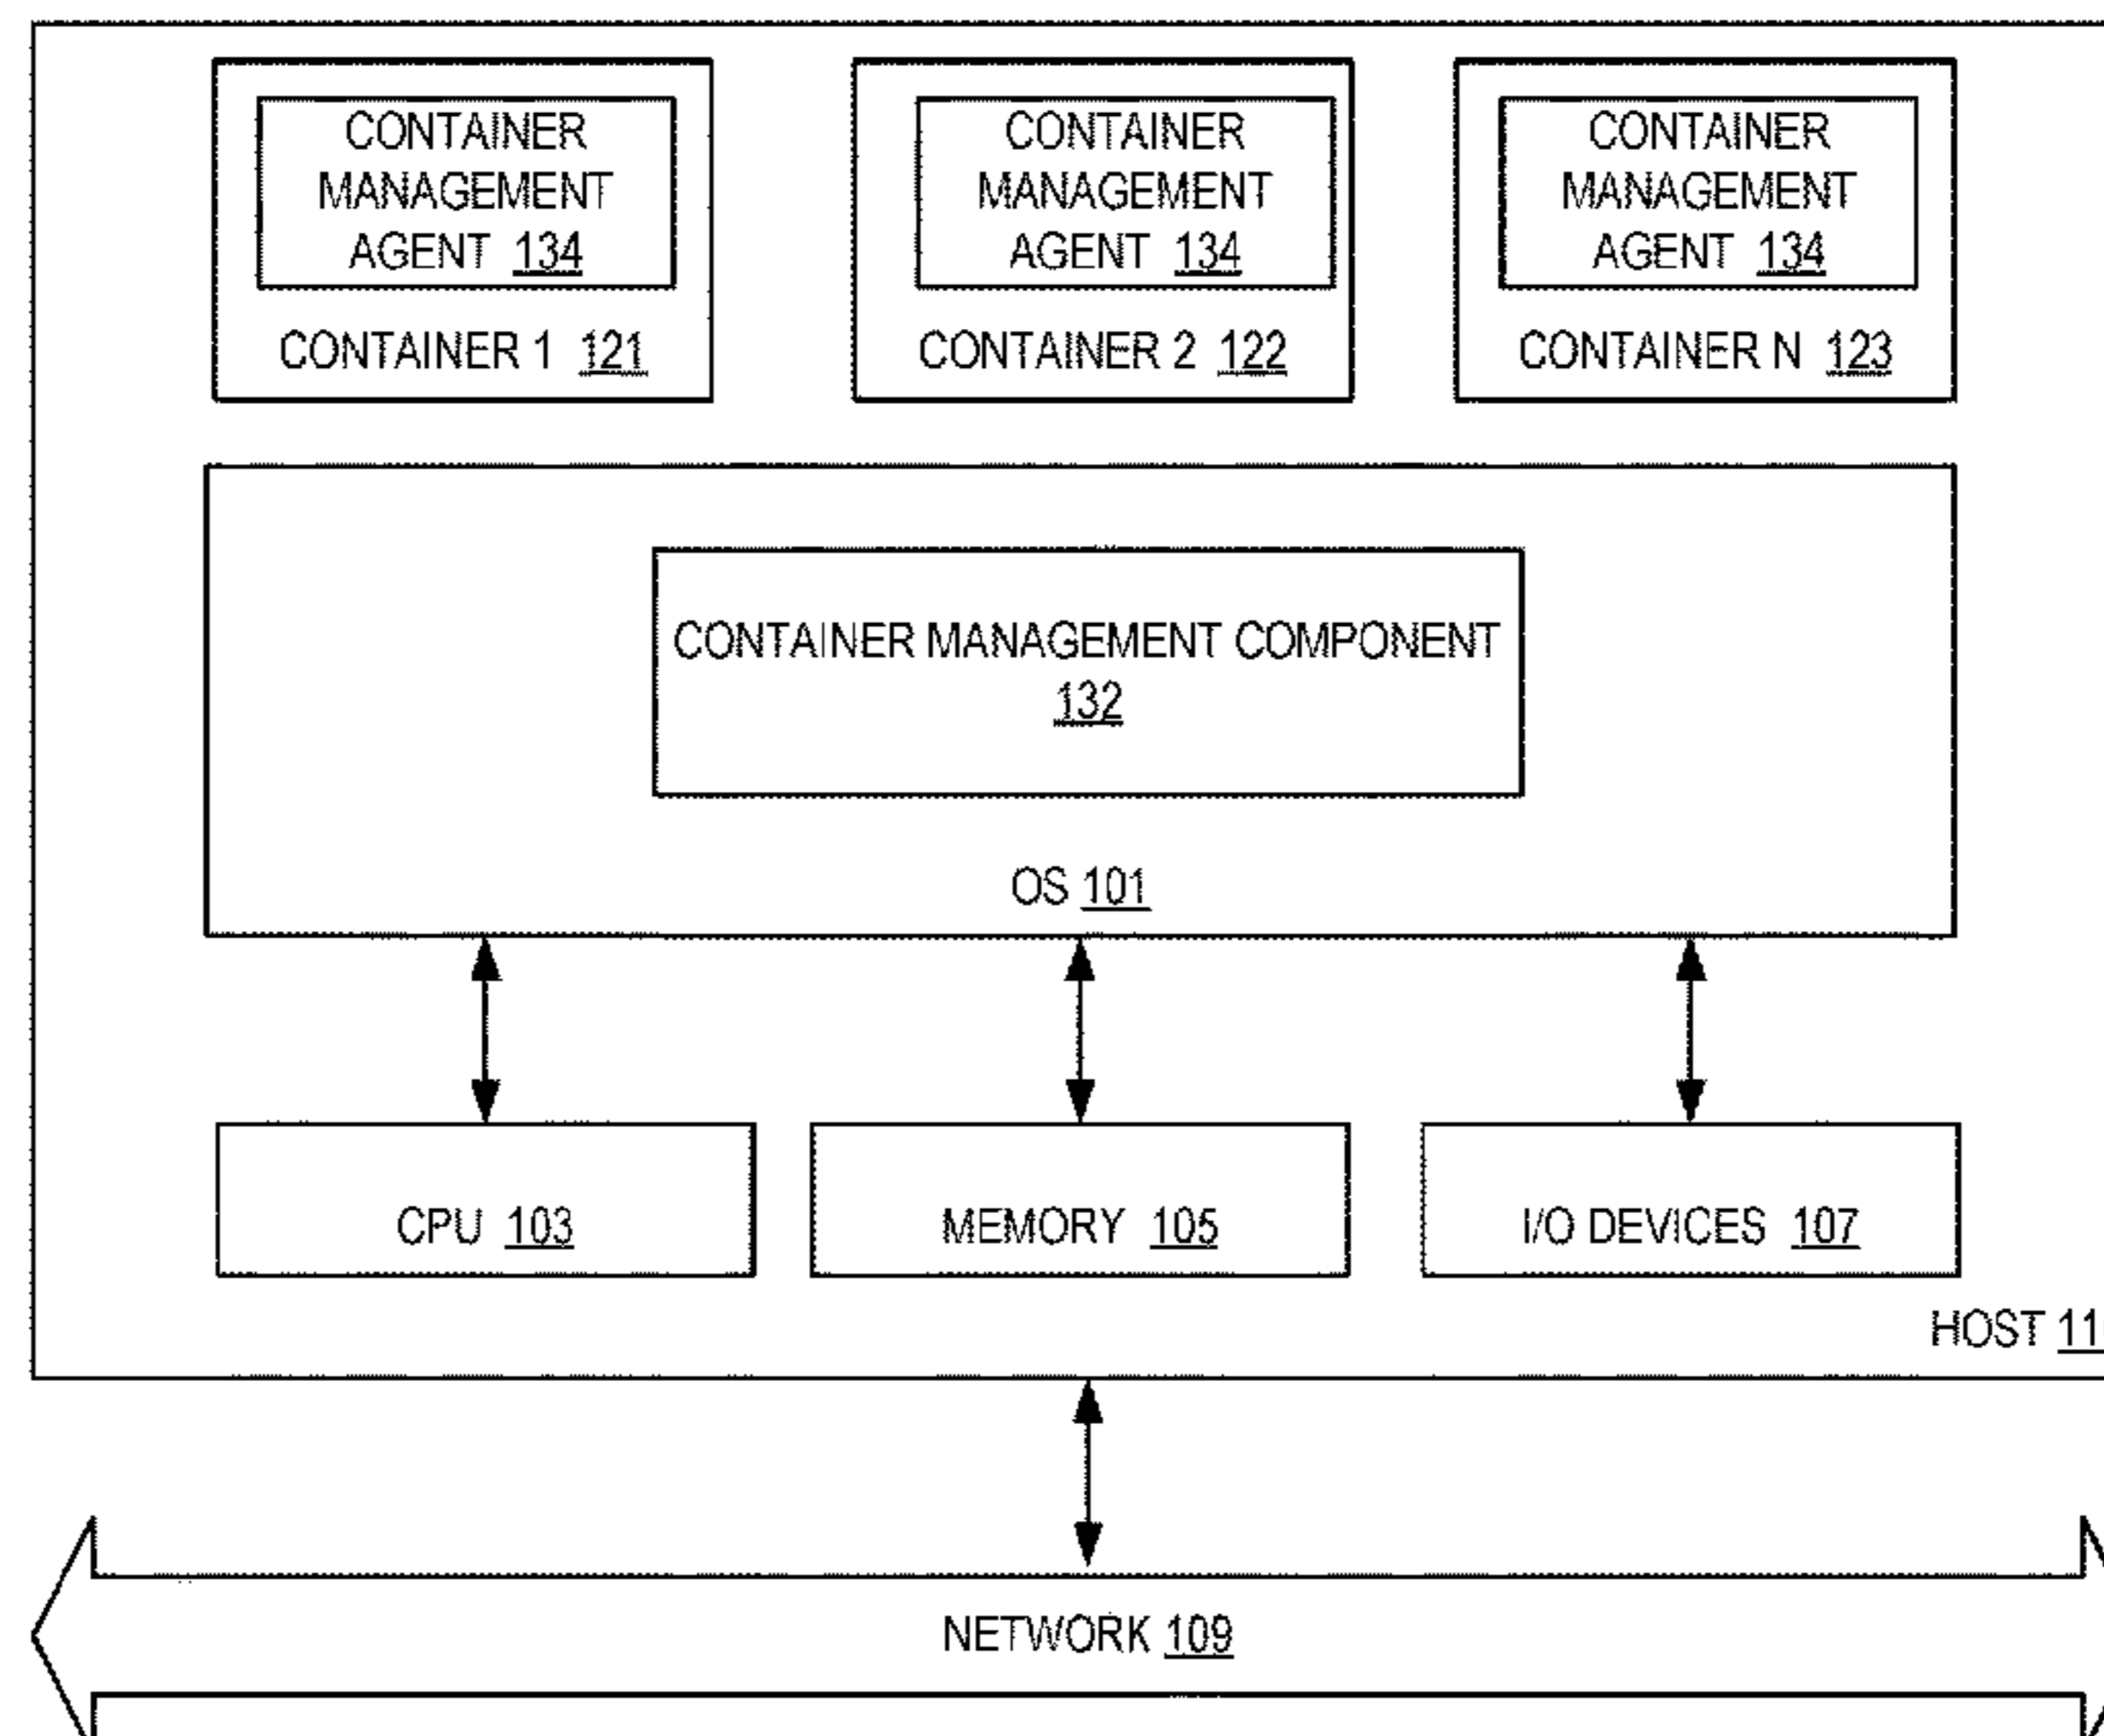 CONTAINER
MANAGEMENT
AGENT 134
CONTAINER 1 121
CONTAINER
MANAGEMENT
AGENT 134
CONTAINER 2 122
CONTAINER
MANAGEMENT
AGENT 134
CONTAINER N 123
CONTAINER MANAGEMENT COMPONENT
132
OS 101
CPU 103
MEMORY 105
I/O DEVICES 107
HOST
NETWORK 109